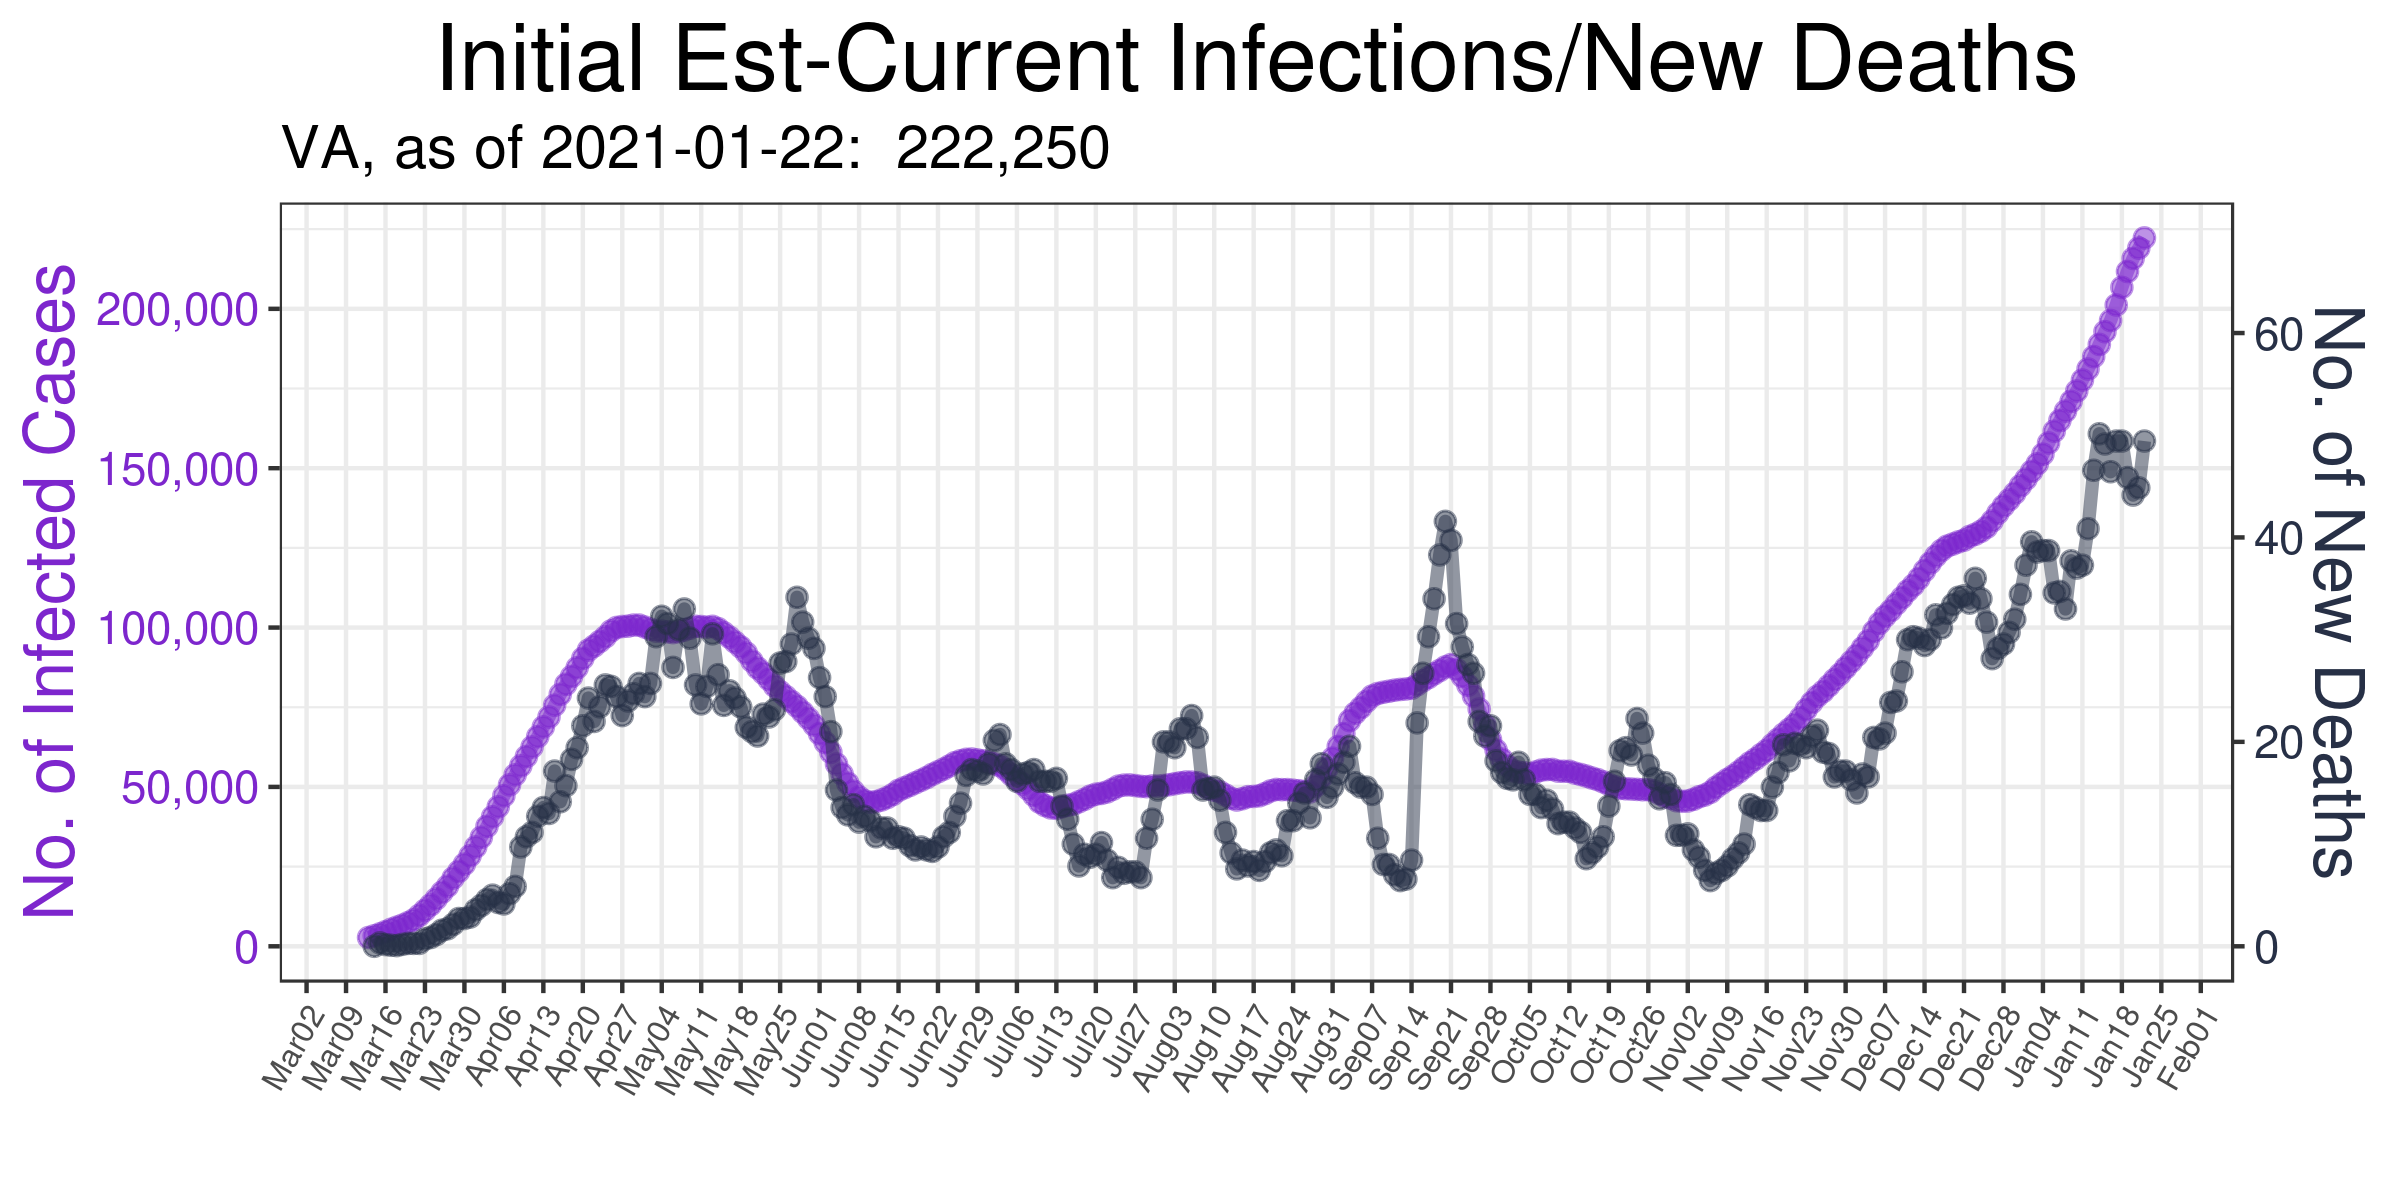 Initial Est-Current Infections/New Deaths
VA, as of 2021-01-22:  222,250
No. of Infected Cases
200,000
150,000
100,000
50,000
0
60
40
20
0
No. of New Deaths
Mar02
Mar09
Mar16
Mar23
Mar30
Apr06
Apr13
Apr20
Apr27
May04
May11
May18
May25
Jun01
Jun08
Jun15
Jun22
Jun29
Jul06
Jul13
Jul20
Jul27
Aug03
Aug10
Aug17
Aug24
Aug31
Sep07
Sep14
Sep21
Sep28
Oct05
Oct12
Oct19
Oct26
Nov02
Nov09
Nov16
Nov23
Nov30
Dec07
Dec14
Dec21
Dec28
Jan04
Jan11
Jan18
Jan25
Feb01